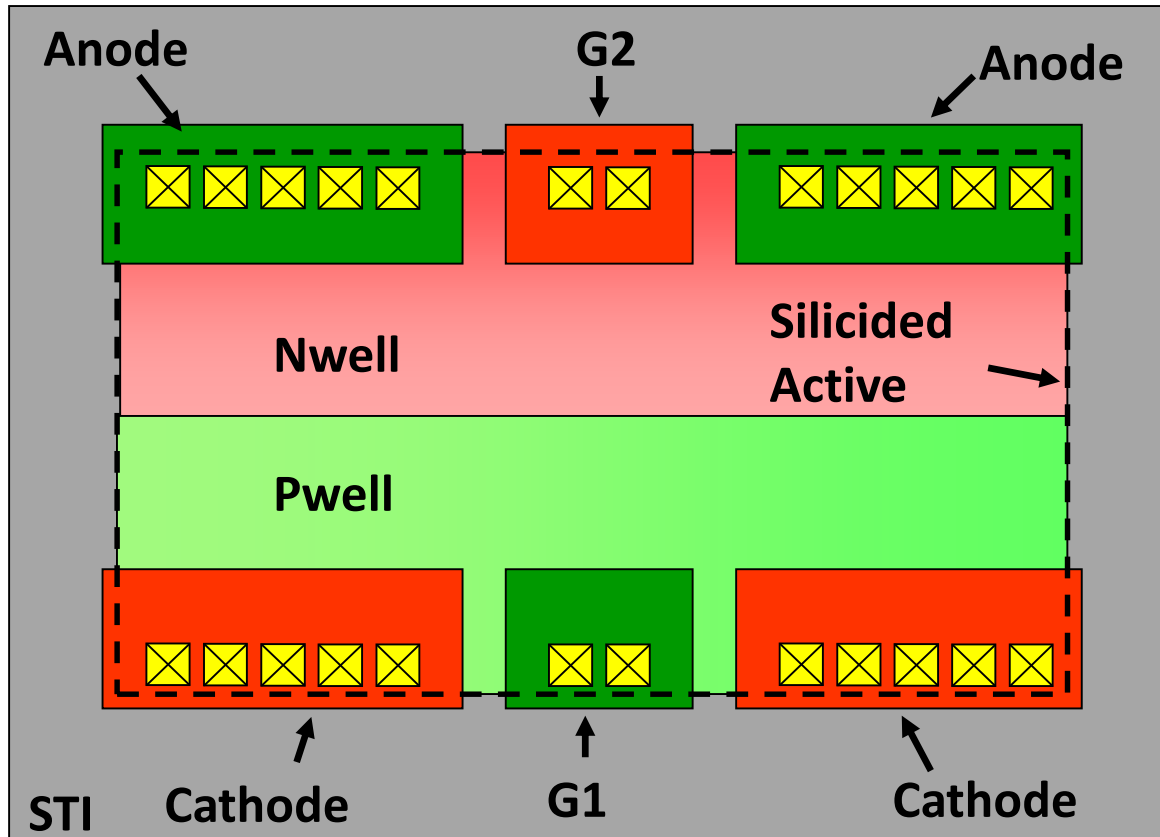 Anode
G2
Anode
Silicided
Active
Nwell
Pwell
Cathode
G1
Cathode
STI